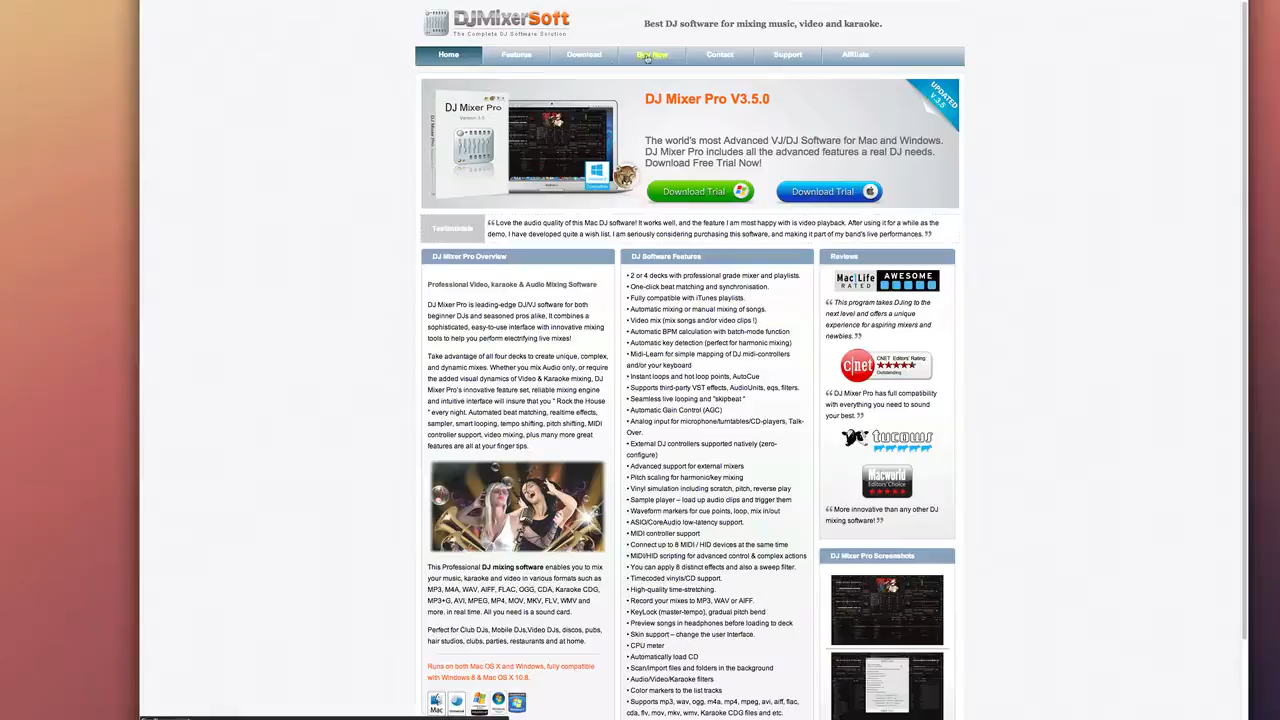 DJMixerSoft
The Complete DJ Software Solution
Best DJ software for mixing music, video and karaoke.
Home
Features
Download
Buy Now
Contact
Support
Affiliate
DJ Mixer Pro
Version 3.5
DJ Mixer Pro V3.5.0
UPDATED
V.3.5
The world's most Advanced VJ/DJ Software for Mac and Windows.
DJ Mixer Pro includes all the advanced features a real DJ needs.
Download Free Trial Now!
Download Trial
Download Trial
Testimonials
“ Love the audio quality of this Mac DJ software! It works well, and the feature I am most happy with is video playback. After using it for a while as the
demo, I have developed quite a wish list. I am seriously considering purchasing this software, and making it part of my band's live performances. ”
DJ Mixer Pro Overview
Professional Video, karaoke & Audio Mixing Software
DJ Mixer Pro is leading-edge DJ/VJ software for both
beginner DJs and seasoned pros alike. It combines a
sophisticated, easy-to-use interface with innovative mixing
tools to help you perform electrifying live mixes!
Take advantage of all four decks to create unique, complex,
and dynamic mixes. Whether you mix Audio only, or require
the added visual dynamics of Video & Karaoke mixing, DJ
Mixer Pro's innovative feature set, reliable mixing engine
and intuitive interface will insure that you " Rock the House
" every night. Automated beat matching, realtime effects,
sampler, smart looping, tempo shifting, pitch shifting, MIDI
controller support, video mixing, plus many more great
features are all at your finger tips.
This Professional DJ mixing software enables you to mix
your music, karaoke and video in various formats such as
MP3, M4A, WAV, AIFF, FLAC, OGG, CDA, Karaoke CDG,
MP3+G, AVI, MPEG, MP4, MOV, MKV, FLV, WMV and
more. in real time. All you need is a sound card.
Perfect for Club DJs, Mobile DJs,Video DJs, discos, pubs,
hair studios, clubs, parties, restaurants and at home.
Runs on both Mac OS X and Windows, fully compatible
with Windows 8 & Mac OS X 10.8.
Mac
DJ Software Features
• 2 or 4 decks with professional grade mixer and playlists.
• One-click beat matching and synchronisation.
• Fully compatible with iTunes playlists.
• Automatic mixing or manual mixing of songs.
• Video mix (mix songs and/or video clips !)
• Automatic BPM calculation with batch-mode function
• Automatic key detection (perfect for harmonic mixing)
• Midi-Learn for simple mapping of DJ midi-controllers
and/or your keyboard
• Instant loops and hot loop points, AutoCue
• Supports third-party VST effects, AudioUnits, eqs, filters.
• Seamless live looping and "skipbeat "
• Automatic Gain Control (AGC)
• Analog input for microphone/turntables/CD-players, Talk-
Over.
• External DJ controllers supported natively (zero-
configure)
• Advanced support for external mixers
• Pitch scaling for harmonic/key mixing
• Vinyl simulation including scratch, pitch, reverse play
• Sample player – load up audio clips and trigger them
• Waveform markers for cue points, loop, mix in/out
• ASIO/CoreAudio low-latency support.
• MIDI controller support
• Connect up to 8 MIDI / HID devices at the same time
• MIDI/HID scripting for advanced control & complex actions
• You can apply 8 distinct effects and also a sweep filter.
• Timecoded vinyls/CD support.
• High-quality time-stretching.
• Record your mixes to MP3, WAV or AIFF.
• KeyLock (master-tempo), gradual pitch bend
• Preview songs in headphones before loading to deck
• Skin support – change the user Interface.
• CPU meter
• Automatically load CD
• Scan/import files and folders in the background
• Audio/Video/Karaoke filters
• Color markers to the list tracks
• Supports mp3, wav, ogg, m4a, mp4, mpeg, avi, aif, flac,
cda, flv, mov, mkv, wmv, Karaoke CDG files and etc.
Reviews
Mac|Life
RATED
AWESOME
“ This program takes DJing to the
next level and offers a unique
experience for aspiring mixers and
newbies. ”
c|net
CNET Editors' Rating
Outstanding
“ DJ Mixer Pro has full compatibility
with everything you need to sound
your best. ”
tucows
Macworld
Editors' Choice
“ More innovative than any other DJ
mixing software! ”
DJ Mixer Pro Screenshots